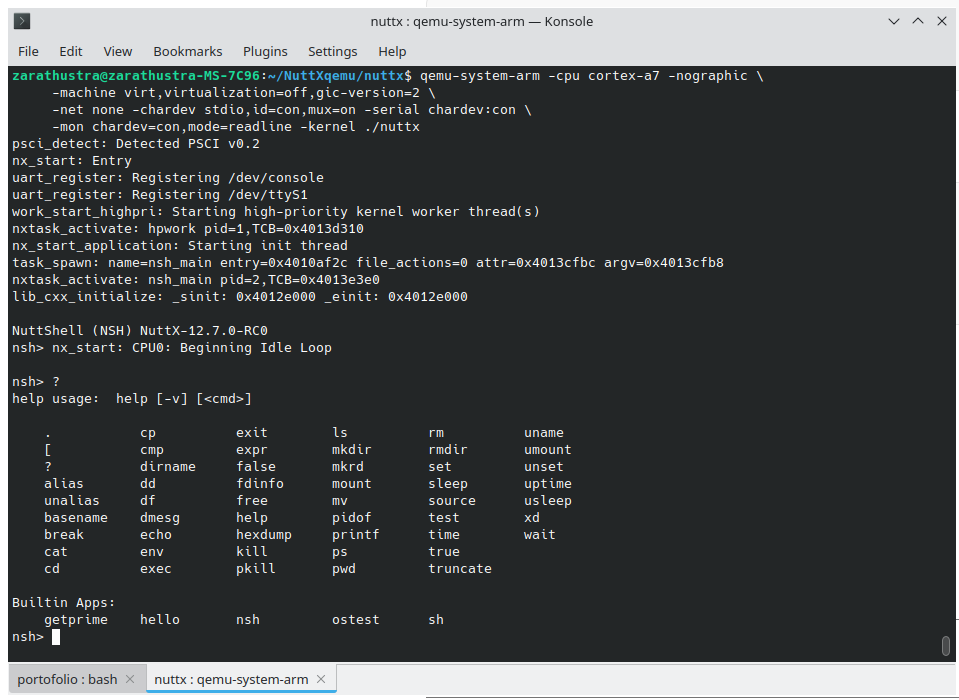 nuttx : qemu-system-arm — Konsole
File Edit View Bookmarks Plugins Settings Help
zarathustra@zarathustra-MS-7C96:~/NuttXqemu/nuttx$ qemu-system-arm -cpu cortex-a7 -nographic \
     -machine virt,virtualization=off,gic-version=2 \
     -net none -chardev stdio,id=con,mux=on -serial chardev:con \
     -mon chardev=con,mode=readline -kernel ./nuttx
psci_detect: Detected PSCI v0.2
nx_start: Entry
uart_register: Registering /dev/console
uart_register: Registering /dev/ttyS1
work_start_highpri: Starting high-priority kernel worker thread(s)
nxtask_activate: hpwork pid=1,TCB=0x4013d310
nx_start_application: Starting init thread
task_spawn: name=nsh_main entry=0x4010af2c file_actions=0 attr=0x4013cfbc argv=0x4013cfb8
nxtask_activate: nsh_main pid=2,TCB=0x4013e3e0
lib_cxx_initialize: _sinit: 0x4012e000 _einit: 0x4012e000
NuttShell (NSH) NuttX-12.7.0-RC0
nsh> nx_start: CPU0: Beginning Idle Loop
nsh> ?
help usage:  help [-v] [<cmd>]
    .           cp          exit        ls          rm          uname
    [           cmp         expr        mkdir       rmdir       umount
    ?           dirname     false       mkrd        set         unset
    alias       dd          fdinfo      mount       sleep       uptime
    unalias     df          free        mv          source      usleep
    basename    dmesg       help        pidof       test        xd
    break       echo        hexdump     printf      time        wait
    cat         env         kill        ps          true
    cd          exec        pkill       pwd         truncate
Builtin Apps:
    getprime    hello       nsh         ostest      sh
nsh>
portofolio : bash nuttx : qemu-system-arm